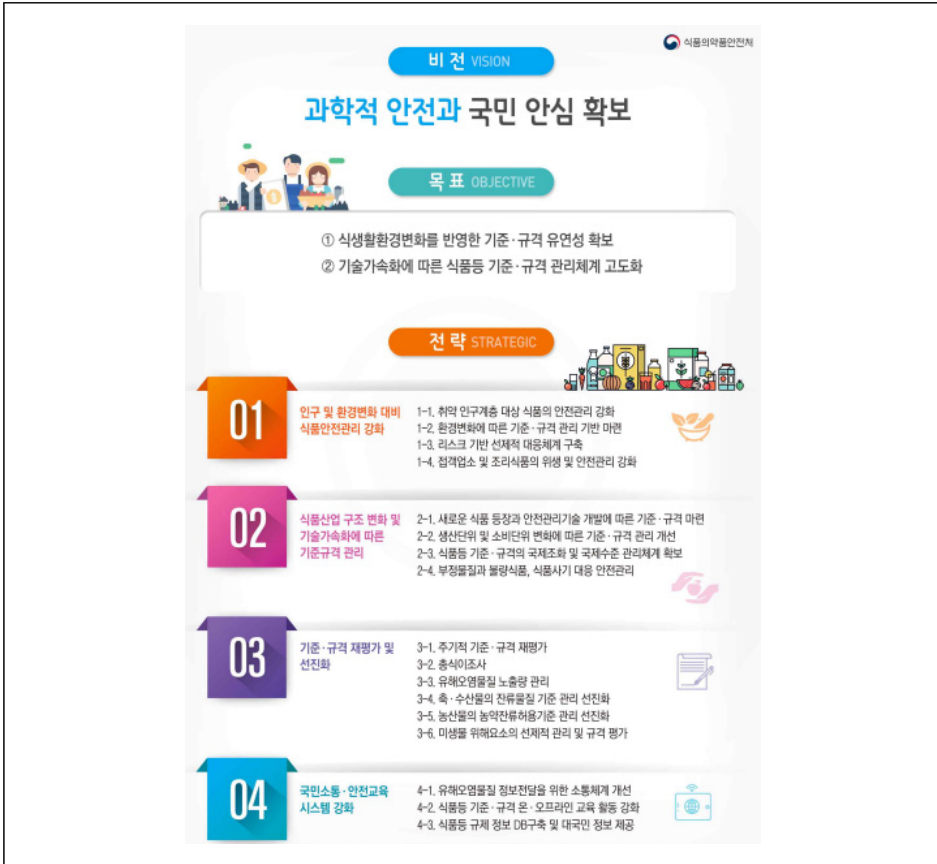 식품의약품안전처
비 전 VISION
과학적 안전과 국민 안심 확보
목 표 OBJECTIVE
① 식생활환경변화를 반영한 기준·규격 유연성 확보
② 기술가속화에 따른 식품등 기준·규격 관리체계 고도화
전 략 STRATEGIC
01
인구 및 환경변화 대비
식품안전관리 강화
1-1. 취약 인구계층 대상 식품의 안전관리 강화
1-2. 환경변화에 따른 기준·규격 관리 기반 마련
1-3. 리스크 기반 선제적 대응체계 구축
1-4. 접객업소 및 조리식품의 위생 및 안전관리 강화
02
식품산업 구조 변화 및
기술가속화에 따른
기준규격 관리
2-1. 새로운 식품 등장과 안전관리기술 개발에 따른 기준·규격 마련
2-2. 생산단위 및 소비단위 변화에 따른 기준·규격 관리 개선
2-3. 식품등 기준·규격의 국제조화 및 국제수준 관리체계 확보
2-4. 부정물질과 불량식품, 식품사기 대응 안전관리
03
기준·규격 재평가 및
선진화
3-1. 주기적 기준·규격 재평가
3-2. 총식이조사
3-3. 유해오염물질 노출량 관리
3-4. 축·수산물의 잔류물질 기준 관리 선진화
3-5. 농산물의 농약잔류허용기준 관리 선진화
3-6. 미생물 위해요소의 선제적 관리 및 규격 평가
04
국민소통·안전교육
시스템 강화
4-1. 유해오염물질 정보전달을 위한 소통체계 개선
4-2. 식품등 기준·규격 온·오프라인 교육 활동 강화
4-3. 식품등 규제 정보 DB구축 및 대국민 정보 제공